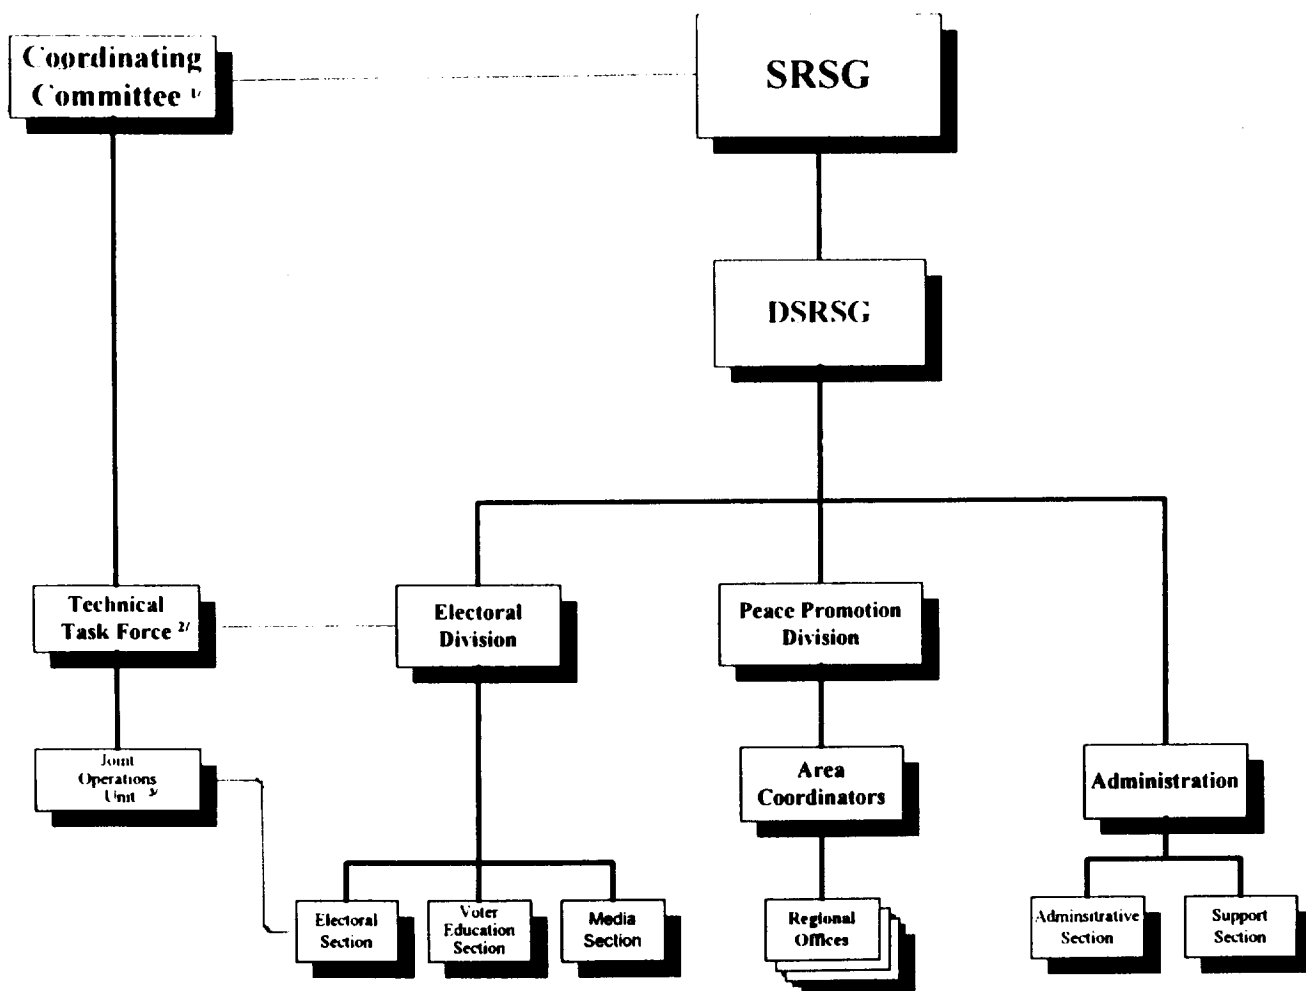 Coordinating
Committee 1/
SRSG
DSRSG
Technical
Task Force 2/
Electoral
Division
Peace Promotion
Division
Joint
Operations
Unit 3/
Area
Coordinators
Administration
Electoral
Section
Voter
Education
Section
Media
Section
Regional
Offices
Adminsitrative
Section
Support
Section